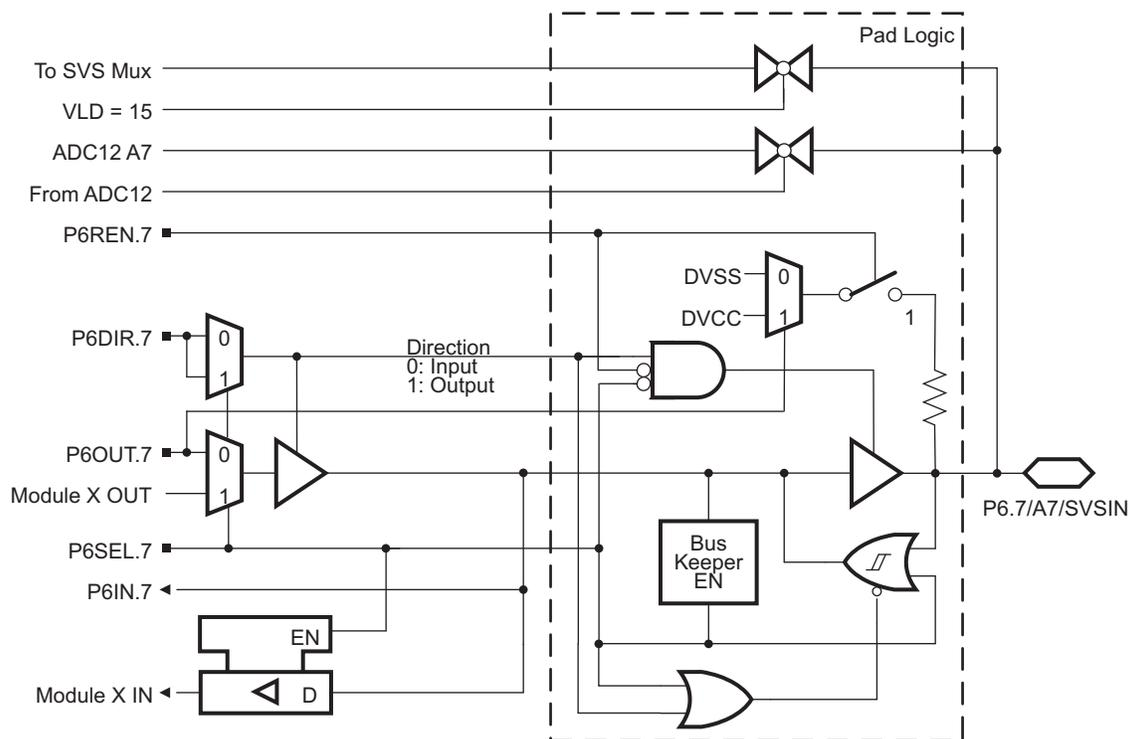 Pad Logic
To SVS Mux
VLD = 15
ADC12 A7
From ADC12
P6REN.7
DVSS
0
DVCC
1
1
P6DIR.7
0
1
Direction
0: Input
1: Output
P6OUT.7
0
Module X OUT
1
P6.7/A7/SVSIN
P6SEL.7
Bus
Keeper
EN
P6IN.7
EN
Module X IN
D